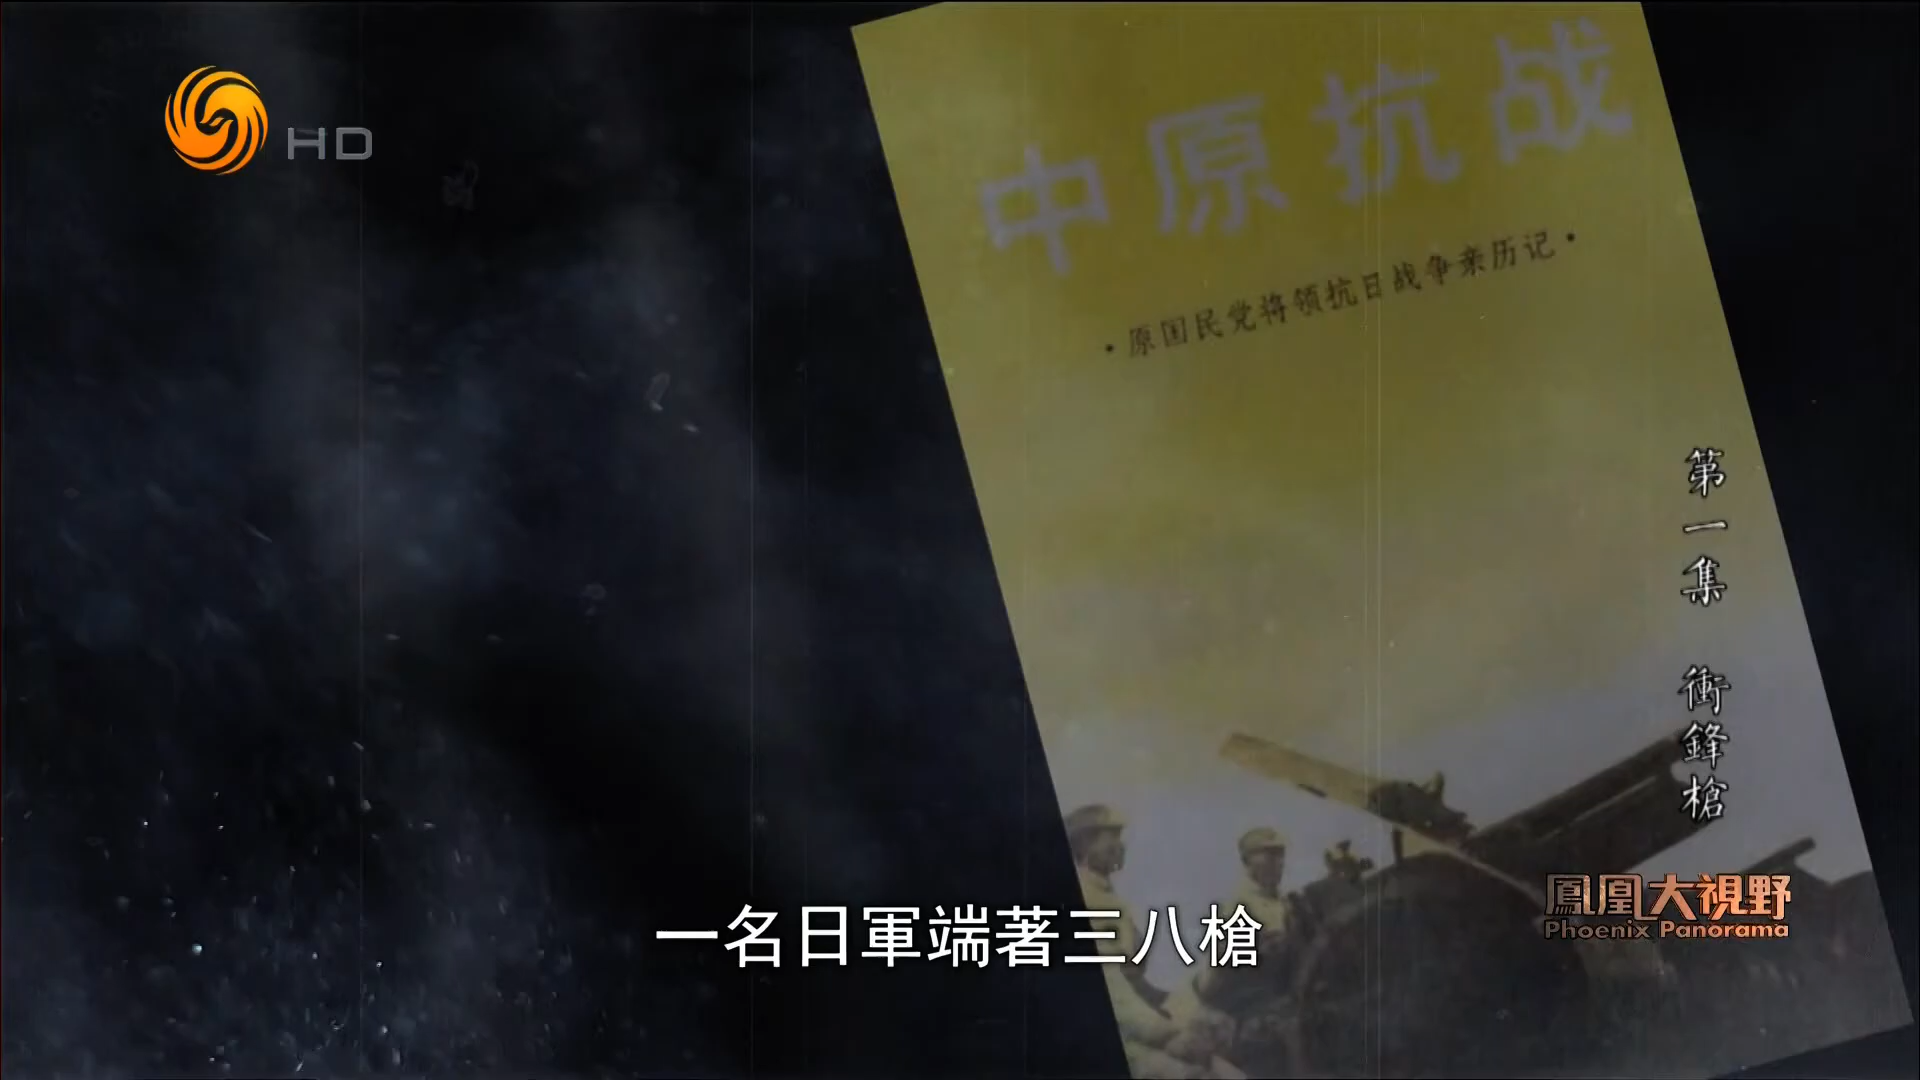 HD
中原抗战
·原国民党将领抗日战争亲历记·
第一集 衝鋒槍
鳳凰大視野
Phoenix Panorama
一名日軍端著三八槍